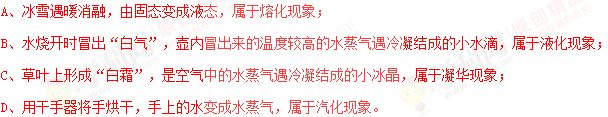 A、冰雪遇暖消融，由固态变成液态，属于熔化现象；
B、水烧开时冒出“白气”，壶内冒出来的温度较高的水蒸气遇冷凝结成的小水滴，属于液化现象；
C、草叶上形成“白霜”，是空气中的水蒸气遇冷凝结成的小冰晶，属于凝华现象；
D、用干手器将手烘干，手上的水变成水蒸气，属于汽化现象。